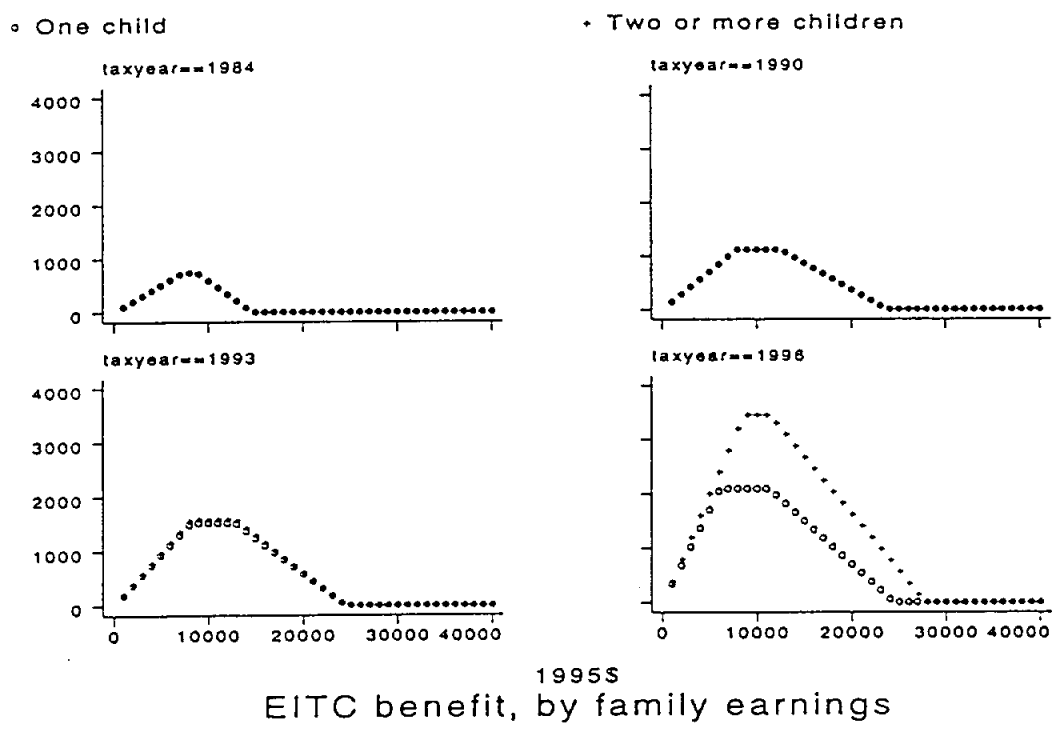 One child
Two or more children
taxyear==1984
taxyear==1990
4000
3000
2000
1000
0
taxyear==1993
taxyear==1996
4000
3000
2000
1000
0
0 10000 20000 30000 40000
0 10000 20000 30000 40000
1995$
EITC benefit, by family earnings